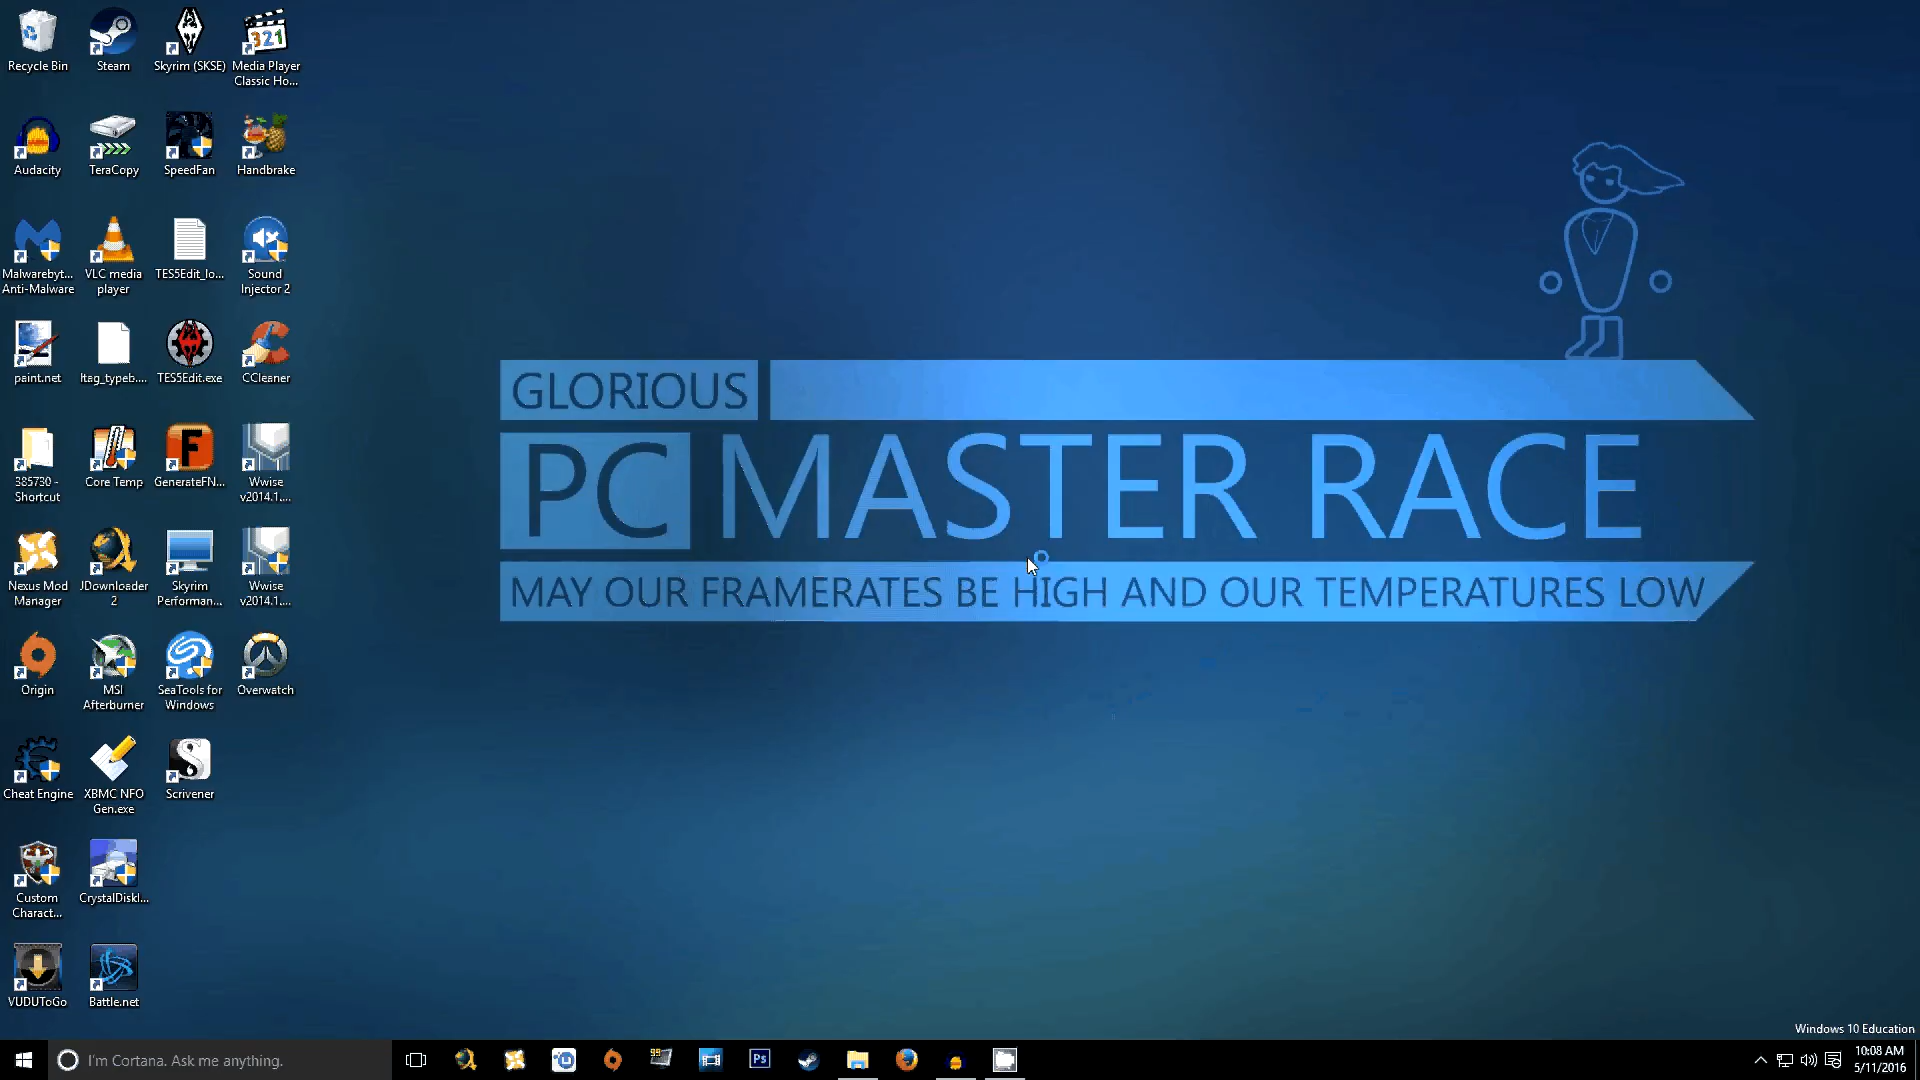 Recycle Bin
Steam
Skyrim (SKSE)
Media Player
Classic Ho...
321
Audacity
TeraCopy
SpeedFan
Handbrake
Malwarebyt...
Anti-Malware
VLC media
player
TES5Edit_lo...
Sound
Injector 2
paint.net
ltag_typeb....
TES5Edit.exe
CCleaner
385730 -
Shortcut
Core Temp
F
GenerateFN...
Wwise
v2014.1....
Nexus Mod
Manager
JDownloader
2
Skyrim
Performan...
Wwise
v2014.1....
Origin
MSI
Afterburner
SeaTools for
Windows
Overwatch
Cheat Engine
XBMC NFO
Gen.exe
S
Scrivener
Custom
Charact...
CrystalDiskI...
VUDUToGo
Battle.net
GLORIOUS
PC MASTER RACE
MAY OUR FRAMERATES BE HIGH AND OUR TEMPERATURES LOW
Windows 10 Education
I'm Cortana. Ask me anything.
99
Ps
10:08 AM
5/11/2016